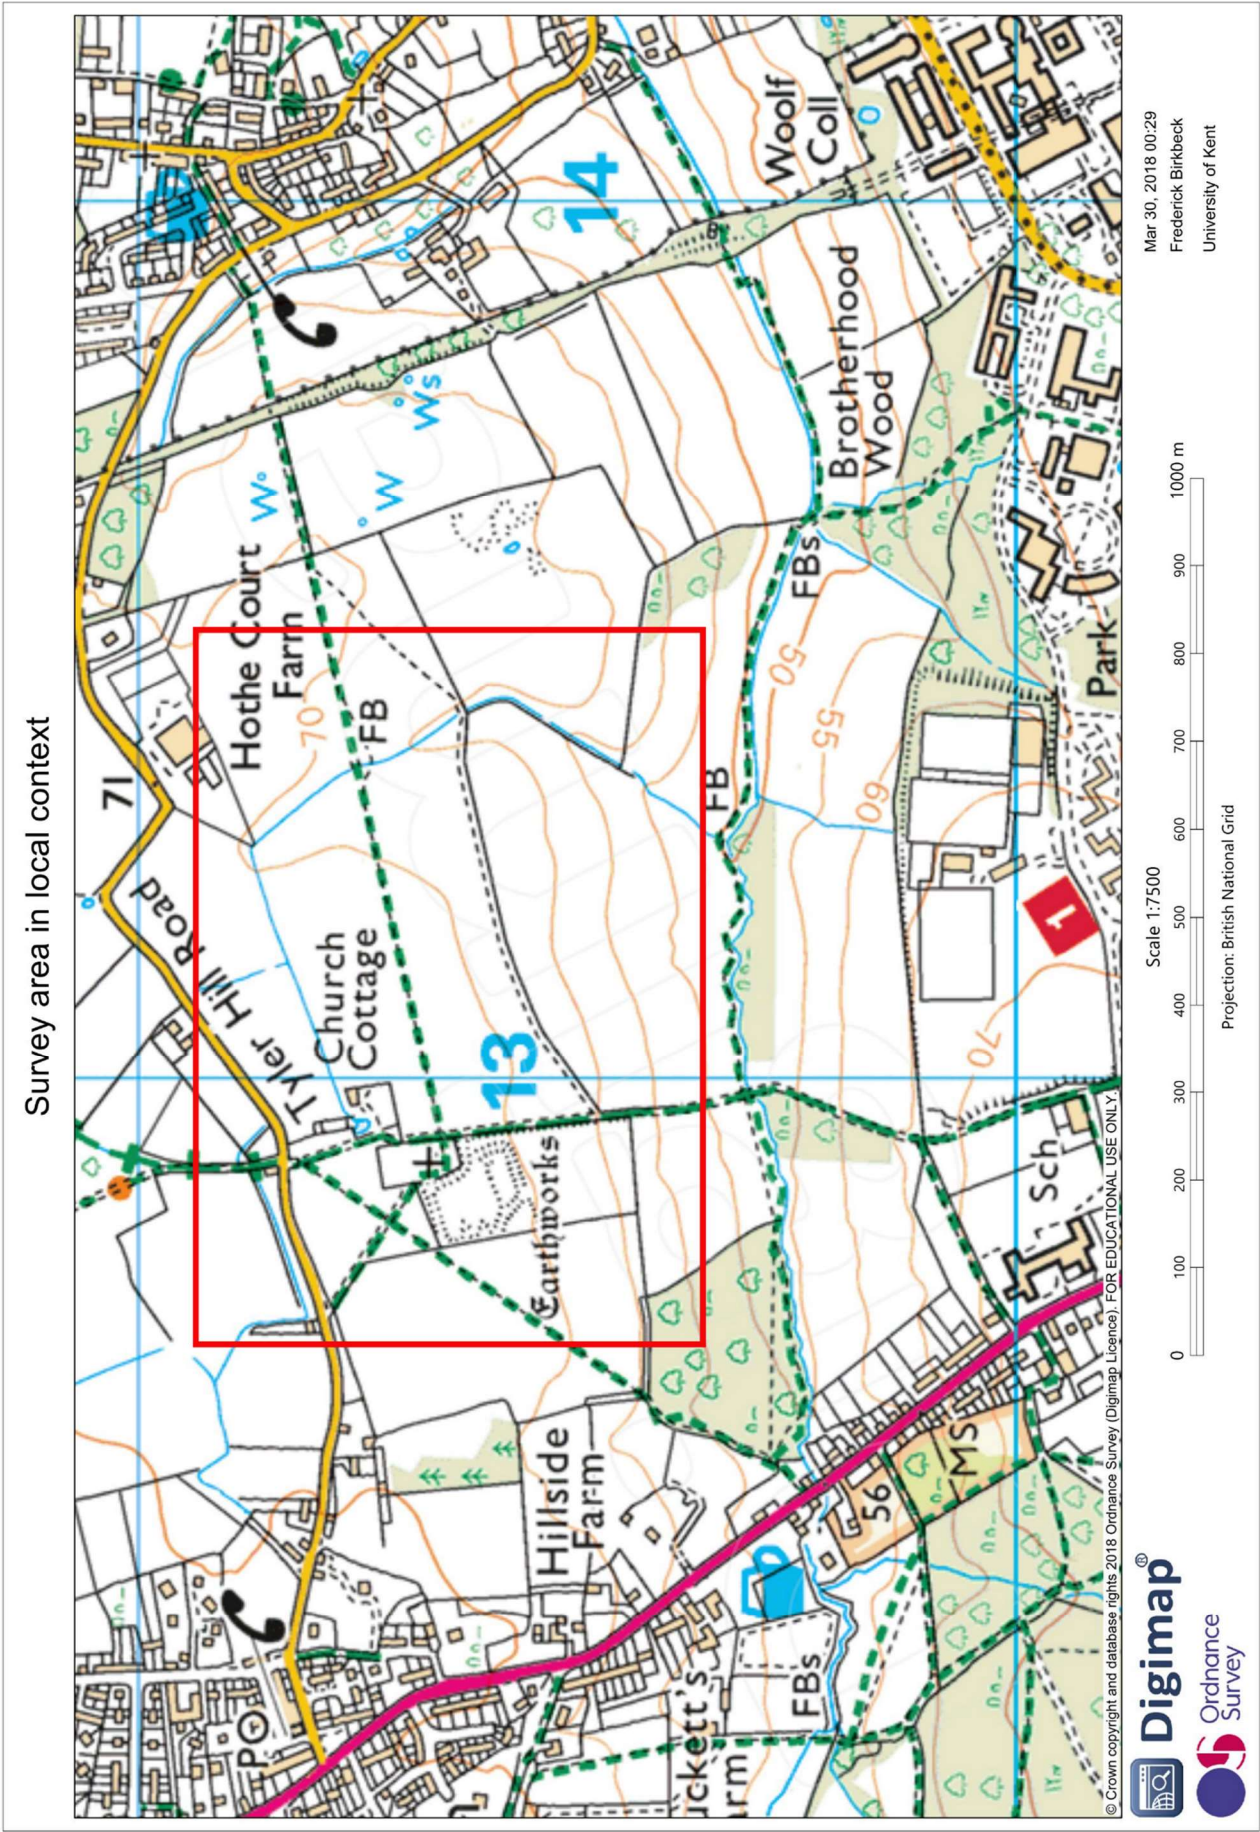 Survey area in local context
PO
71
Tyler Hill Road
Hothe Court
Farm
W
W
Ws
70
FB
Church
Cottage
13
14
Woolf
Coll
Earthworks
Hillside
Farm
FB
FBs
50
55
60
70
Brotherhood
Wood
Park
Sch
1
56
MS
FBs
uckett's
arm
© Crown copyright and database rights 2018 Ordnance Survey (Digimap Licence). FOR EDUCATIONAL USE ONLY.
Digimap®
Ordnance
Survey
Scale 1:7500
0 100 200 300 400 500 600 700 800 900 1000 m
Projection: British National Grid
Mar 30, 2018 00:29
Frederick Birkbeck
University of Kent